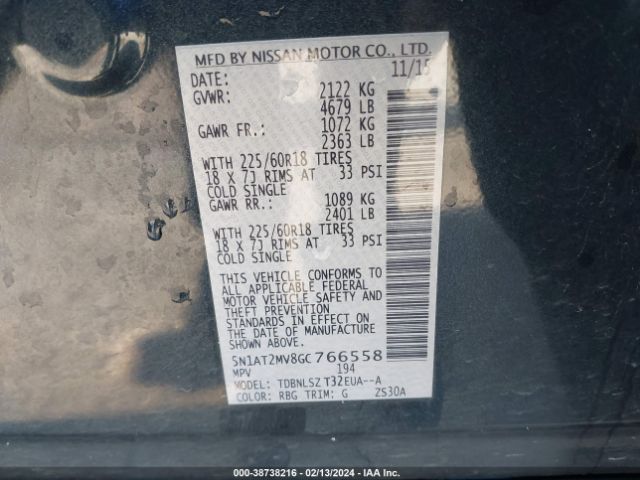 MFD BY NISSAN MOTOR CO., LTD.
DATE: 11/15
GVWR: 2122 KG
4679 LB
GAWR FR.: 1072 KG
2363 LB
WITH 225/60R18 TIRES
18 X 7J RIMS AT 33 PSI
COLD SINGLE
GAWR RR.: 1089 KG
2401 LB
WITH 225/60R18 TIRES
18 X 7J RIMS AT 33 PSI
COLD SINGLE
THIS VEHICLE CONFORMS TO
ALL APPLICABLE FEDERAL
MOTOR VEHICLE SAFETY AND
THEFT PREVENTION
STANDARDS IN EFFECT ON
THE DATE OF MANUFACTURE
SHOWN ABOVE.
5N1AT2MV8GC766558
MPV 194
MODEL: TDBNLSZ T32EUA--A
COLOR: RBG TRIM: G ZS30A
000-38738216 - 02/13/2024 - IAA Inc.